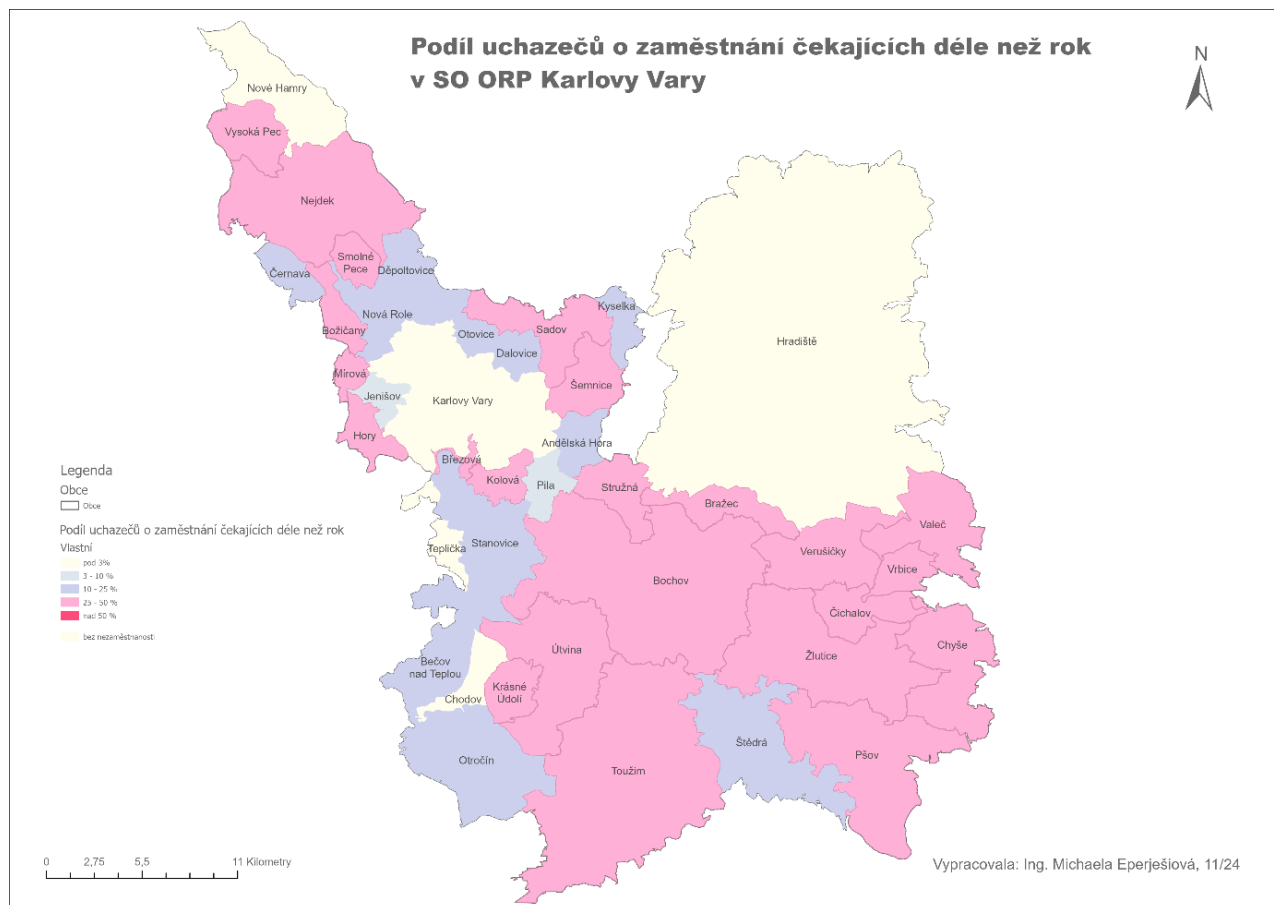 Podíl uchazečů o zaměstnání čekajících déle než rok
v SO ORP Karlovy Vary
N
Nové Hamry
Vysoká Pec
Nejdek
Smolné
Pece
Děpoltovice
Černava
Nová Role
Božičany
Otovice
Sadov
Kyselka
Dalovice
Hradiště
Mírová
Šemnice
Jenišov
Karlovy Vary
Hory
Andělská Hora
Březová
Kolová
Pila
Stružná
Bražec
Valeč
Teplička
Stanovice
Verušičky
Vrbice
Bochov
Čichalov
Chyše
Útvina
Žlutice
Bečov
nad Teplou
Krásné
Údolí
Chodov
Štědrá
Pšov
Otročín
Toužim
Legenda
Obce
Obce
Podíl uchazečů o zaměstnání čekajících déle než rok
Vlastní
pod 3%
3 - 10 %
10 - 25 %
25 - 50 %
nad 50 %
bez nezaměstnanosti
0 2,75 5,5 11 Kilometry
Vypracovala: Ing. Michaela Eperješiová, 11/24